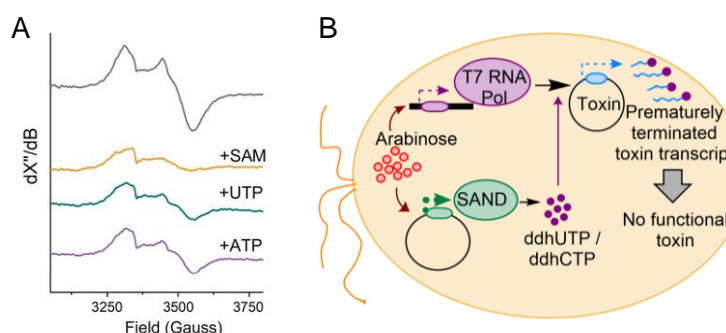 A
dX"/dB
+SAM
+UTP
+ATP
3250 3500 3750
Field (Gauss)
B
T7 RNA
Pol
Toxin
Arabinose
SAND
ddhUTP /
ddhCTP
Prematurely
terminated
toxin transcrip
No functional
toxin